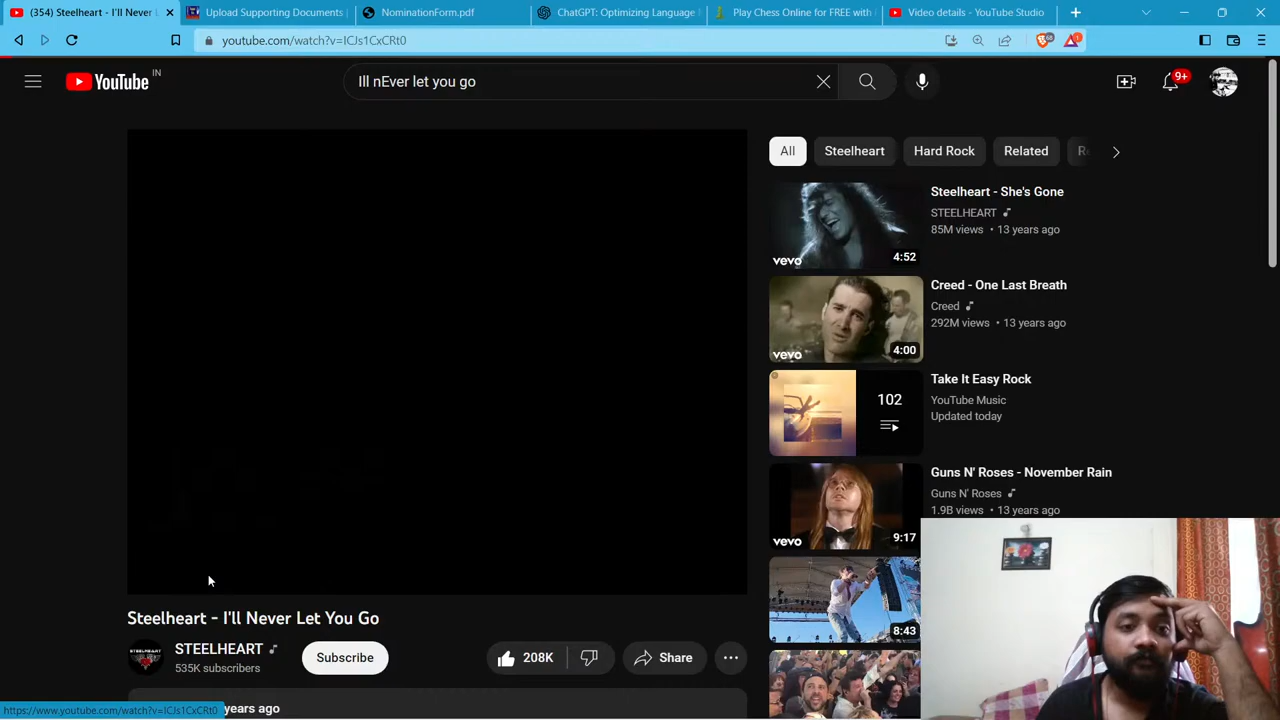 (354) Steelheart - I'll Never L
Upload Supporting Documents
NominationForm.pdf
ChatGPT: Optimizing Language
Play Chess Online for FREE with
Video details - YouTube Studio
youtube.com/watch?v=ICJs1CxCRt0
68
1
YouTube IN
Ill nEver let you go
9+
All
Steelheart
Hard Rock
Related
Steelheart - She's Gone
STEELHEART
85M views • 13 years ago
vevo
4:52
Creed - One Last Breath
Creed
292M views • 13 years ago
vevo
4:00
Take It Easy Rock
YouTube Music
Updated today
102
Guns N' Roses - November Rain
Guns N' Roses
1.9B views • 13 years ago
vevo
9:17
8:43
Steelheart - I'll Never Let You Go
STEELHEART
535K subscribers
Subscribe
208K
Share
years ago
https://www.youtube.com/watch?v=ICJs1CxCRt0